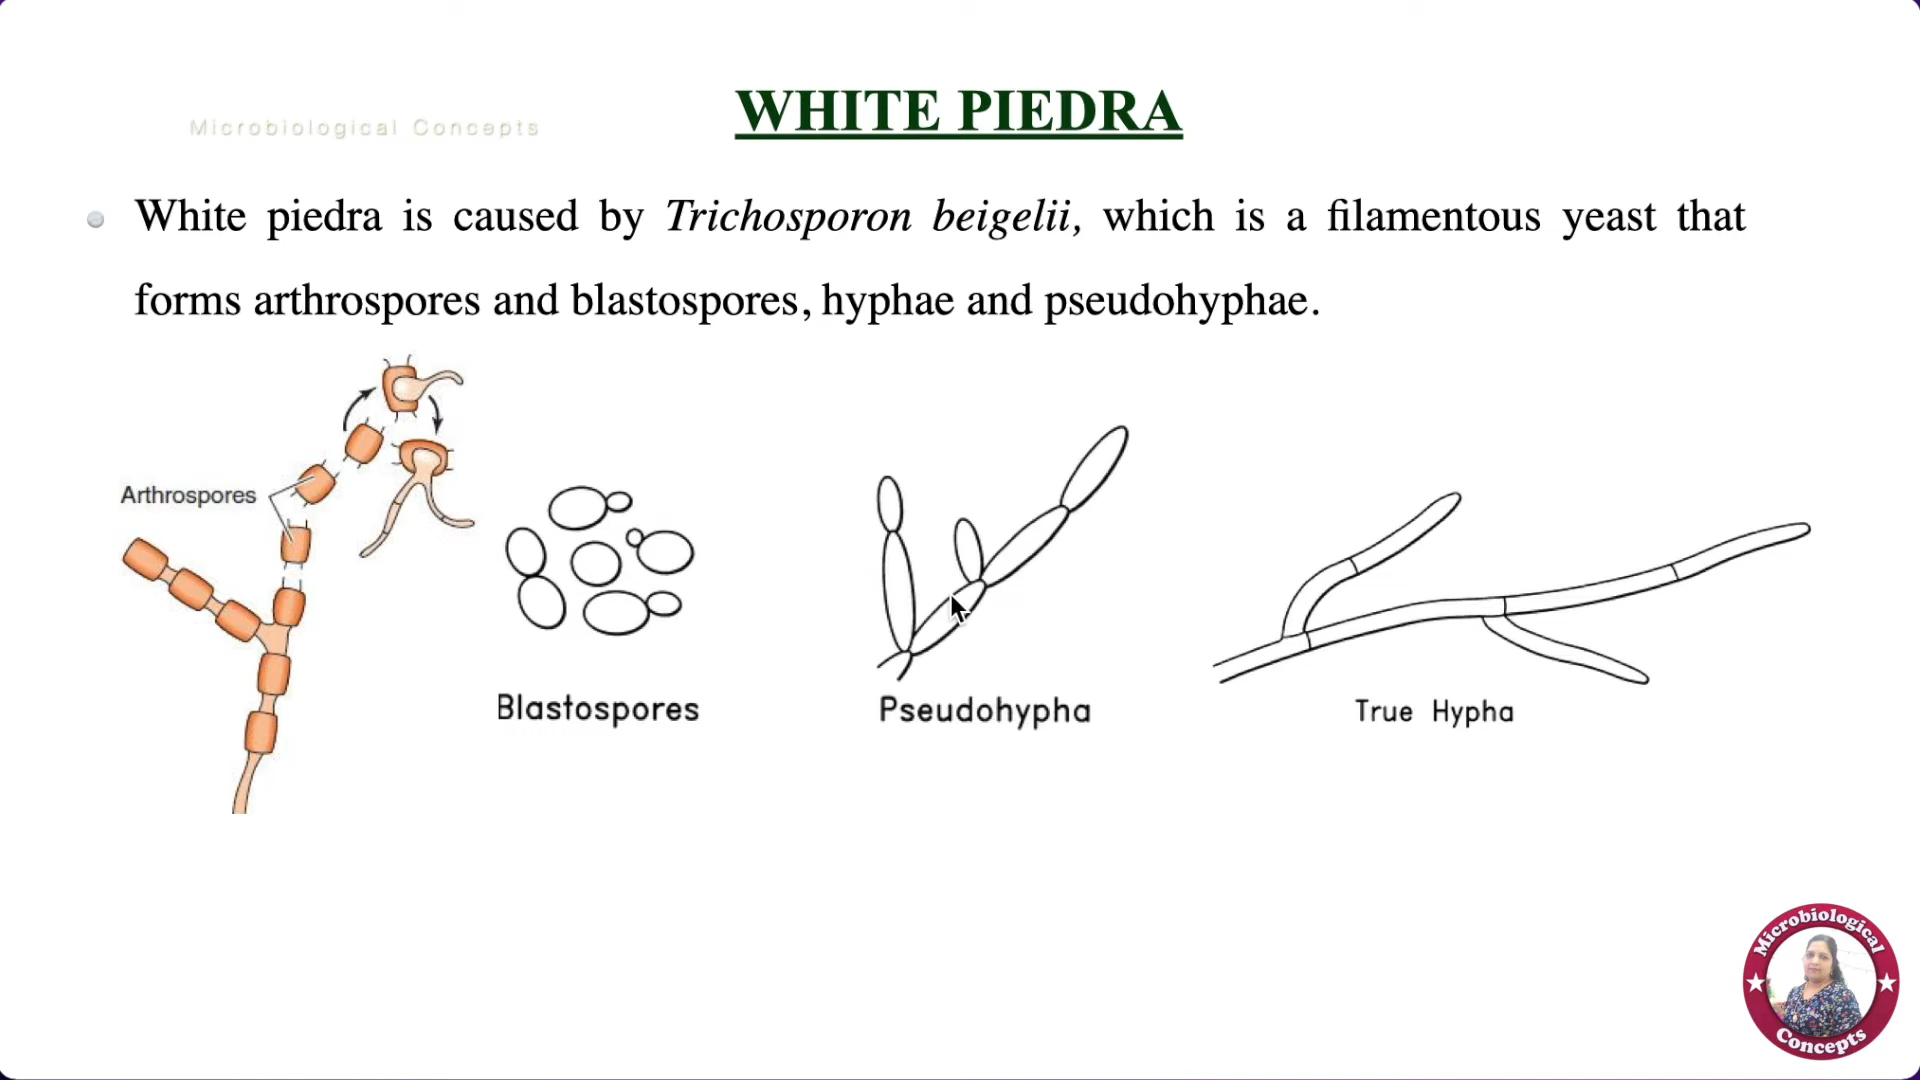 Microbiological Concepts
WHITE PIEDRA
White piedra is caused by Trichosporon beigelii, which is a filamentous yeast that
forms arthrospores and blastospores, hyphae and pseudohyphae.
Arthrospores
Blastospores
Pseudohypha
True Hypha
Microbiological
Concepts